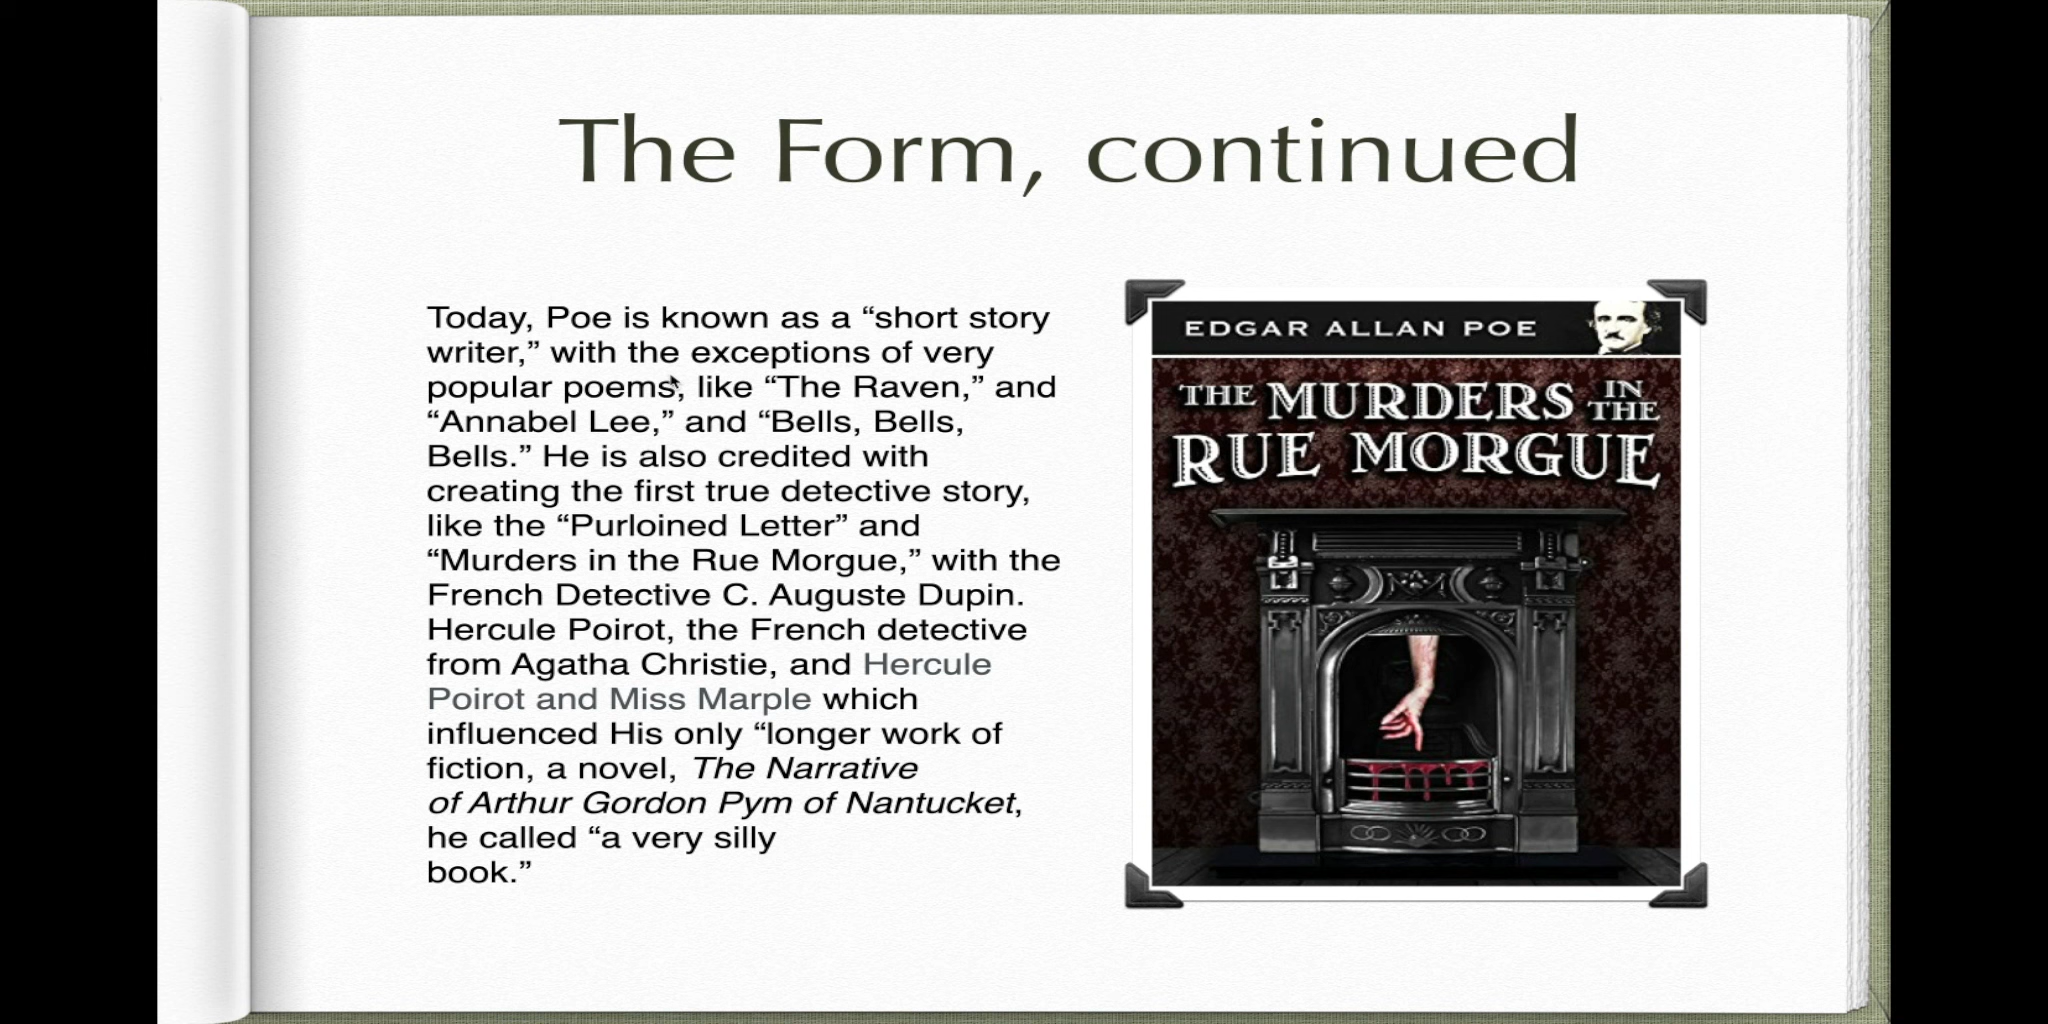 The Form, continued
Today, Poe is known as a “short story
writer,” with the exceptions of very
popular poems, like “The Raven,” and
“Annabel Lee,” and “Bells, Bells,
Bells.” He is also credited with
creating the first true detective story,
like the “Purloined Letter” and
“Murders in the Rue Morgue,” with the
French Detective C. Auguste Dupin.
Hercule Poirot, the French detective
from Agatha Christie, and Hercule
Poirot and Miss Marple which
influenced His only “longer work of
fiction, a novel, The Narrative
of Arthur Gordon Pym of Nantucket,
he called “a very silly
book.”
EDGAR ALLAN POE
THE MURDERS IN THE
RUE MORGUE